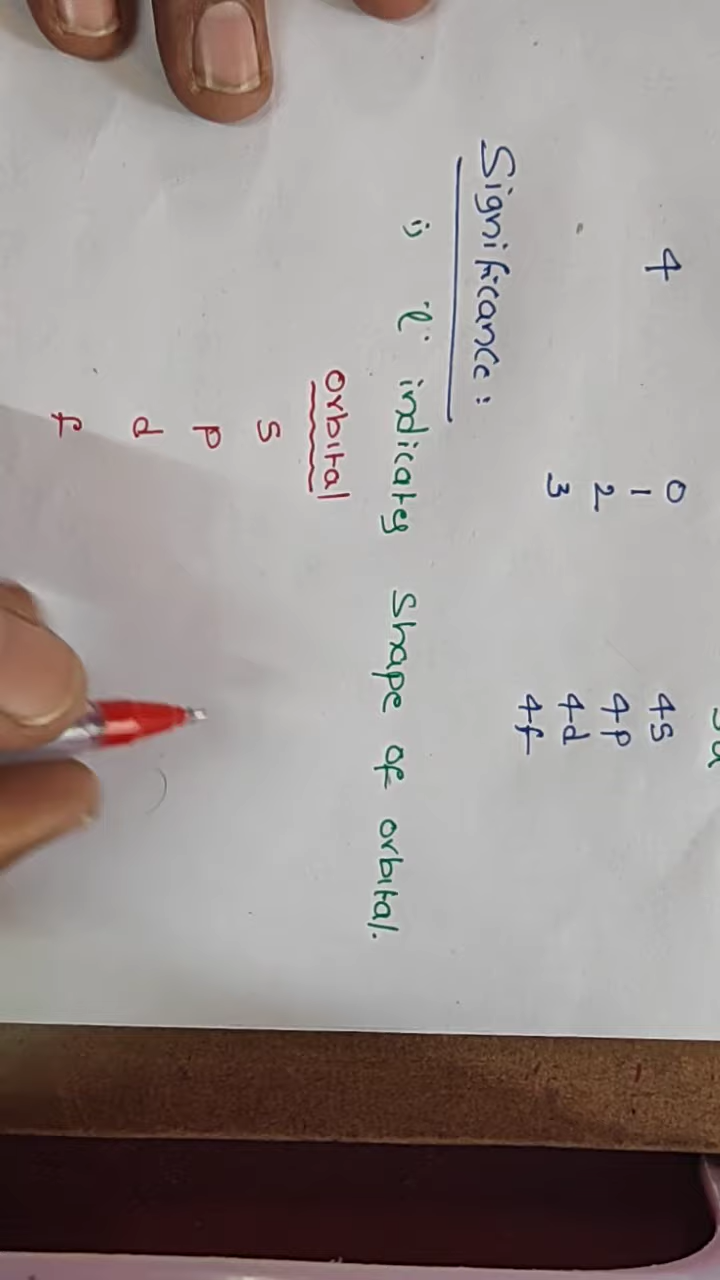 4 0 4s
1 4p
2 4d
3 4f
Significance:
i) 'l' indicates shape of orbital.
orbital
s
p
d
f